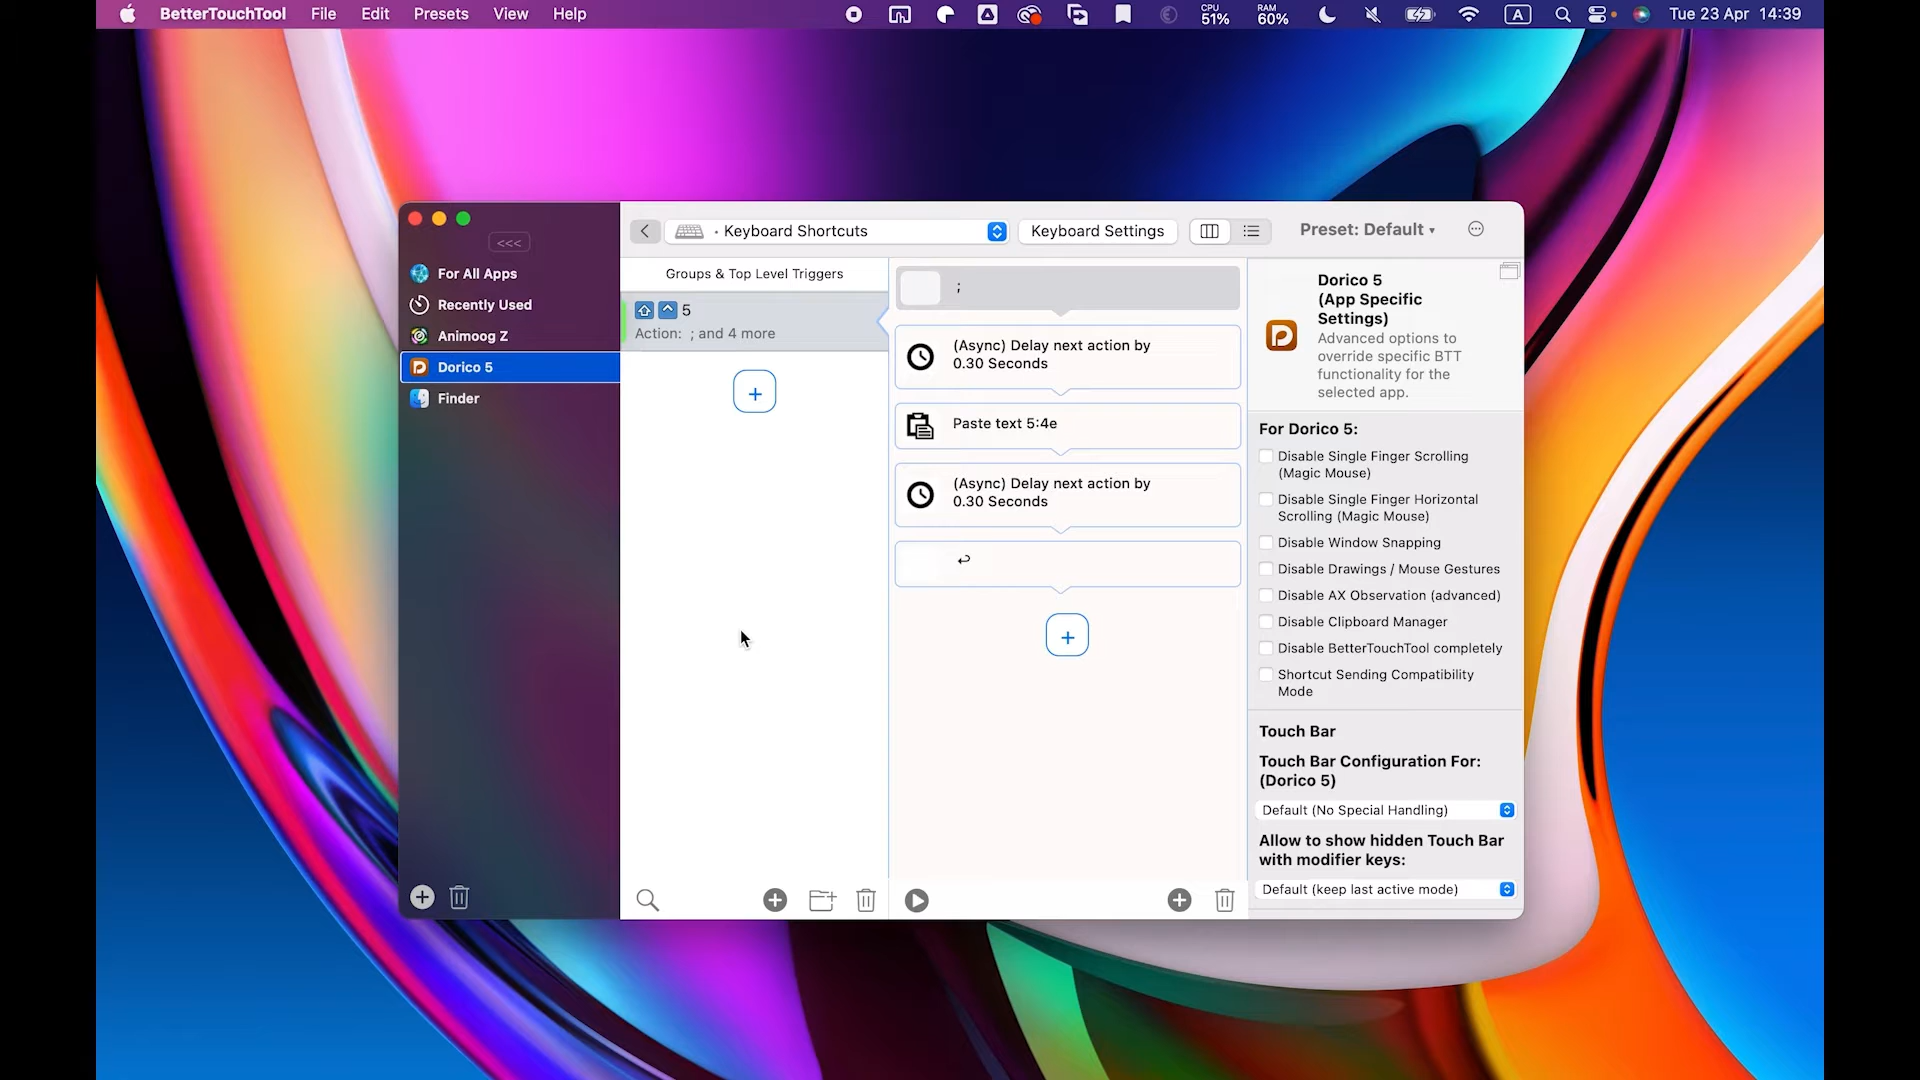 BetterTouchTool File Edit Presets View Help CPU 51% RAM 60% A Tue 23 Apr 14:39
<<<
For All Apps
Recently Used
Animoog Z
Dorico 5
Finder
Keyboard Shortcuts
Keyboard Settings
Preset: Default
Groups & Top Level Triggers
5
Action: ; and 4 more
+
;
(Async) Delay next action by
0.30 Seconds
Paste text 5:4e
(Async) Delay next action by
0.30 Seconds
↩
+
Dorico 5
(App Specific
Settings)
Advanced options to
override specific BTT
functionality for the
selected app.
For Dorico 5:
Disable Single Finger Scrolling
(Magic Mouse)
Disable Single Finger Horizontal
Scrolling (Magic Mouse)
Disable Window Snapping
Disable Drawings / Mouse Gestures
Disable AX Observation (advanced)
Disable Clipboard Manager
Disable BetterTouchTool completely
Shortcut Sending Compatibility
Mode
Touch Bar
Touch Bar Configuration For:
(Dorico 5)
Default (No Special Handling)
Allow to show hidden Touch Bar
with modifier keys:
Default (keep last active mode)